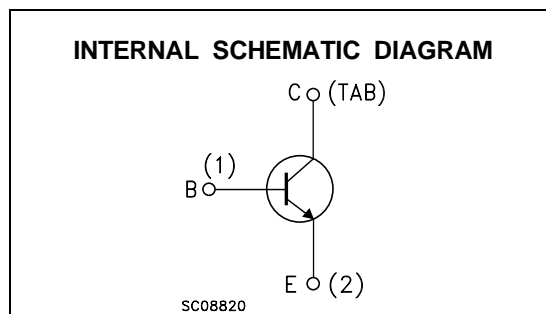 INTERNAL SCHEMATIC DIAGRAM
C (TAB)
(1)
B
E (2)
SC08820